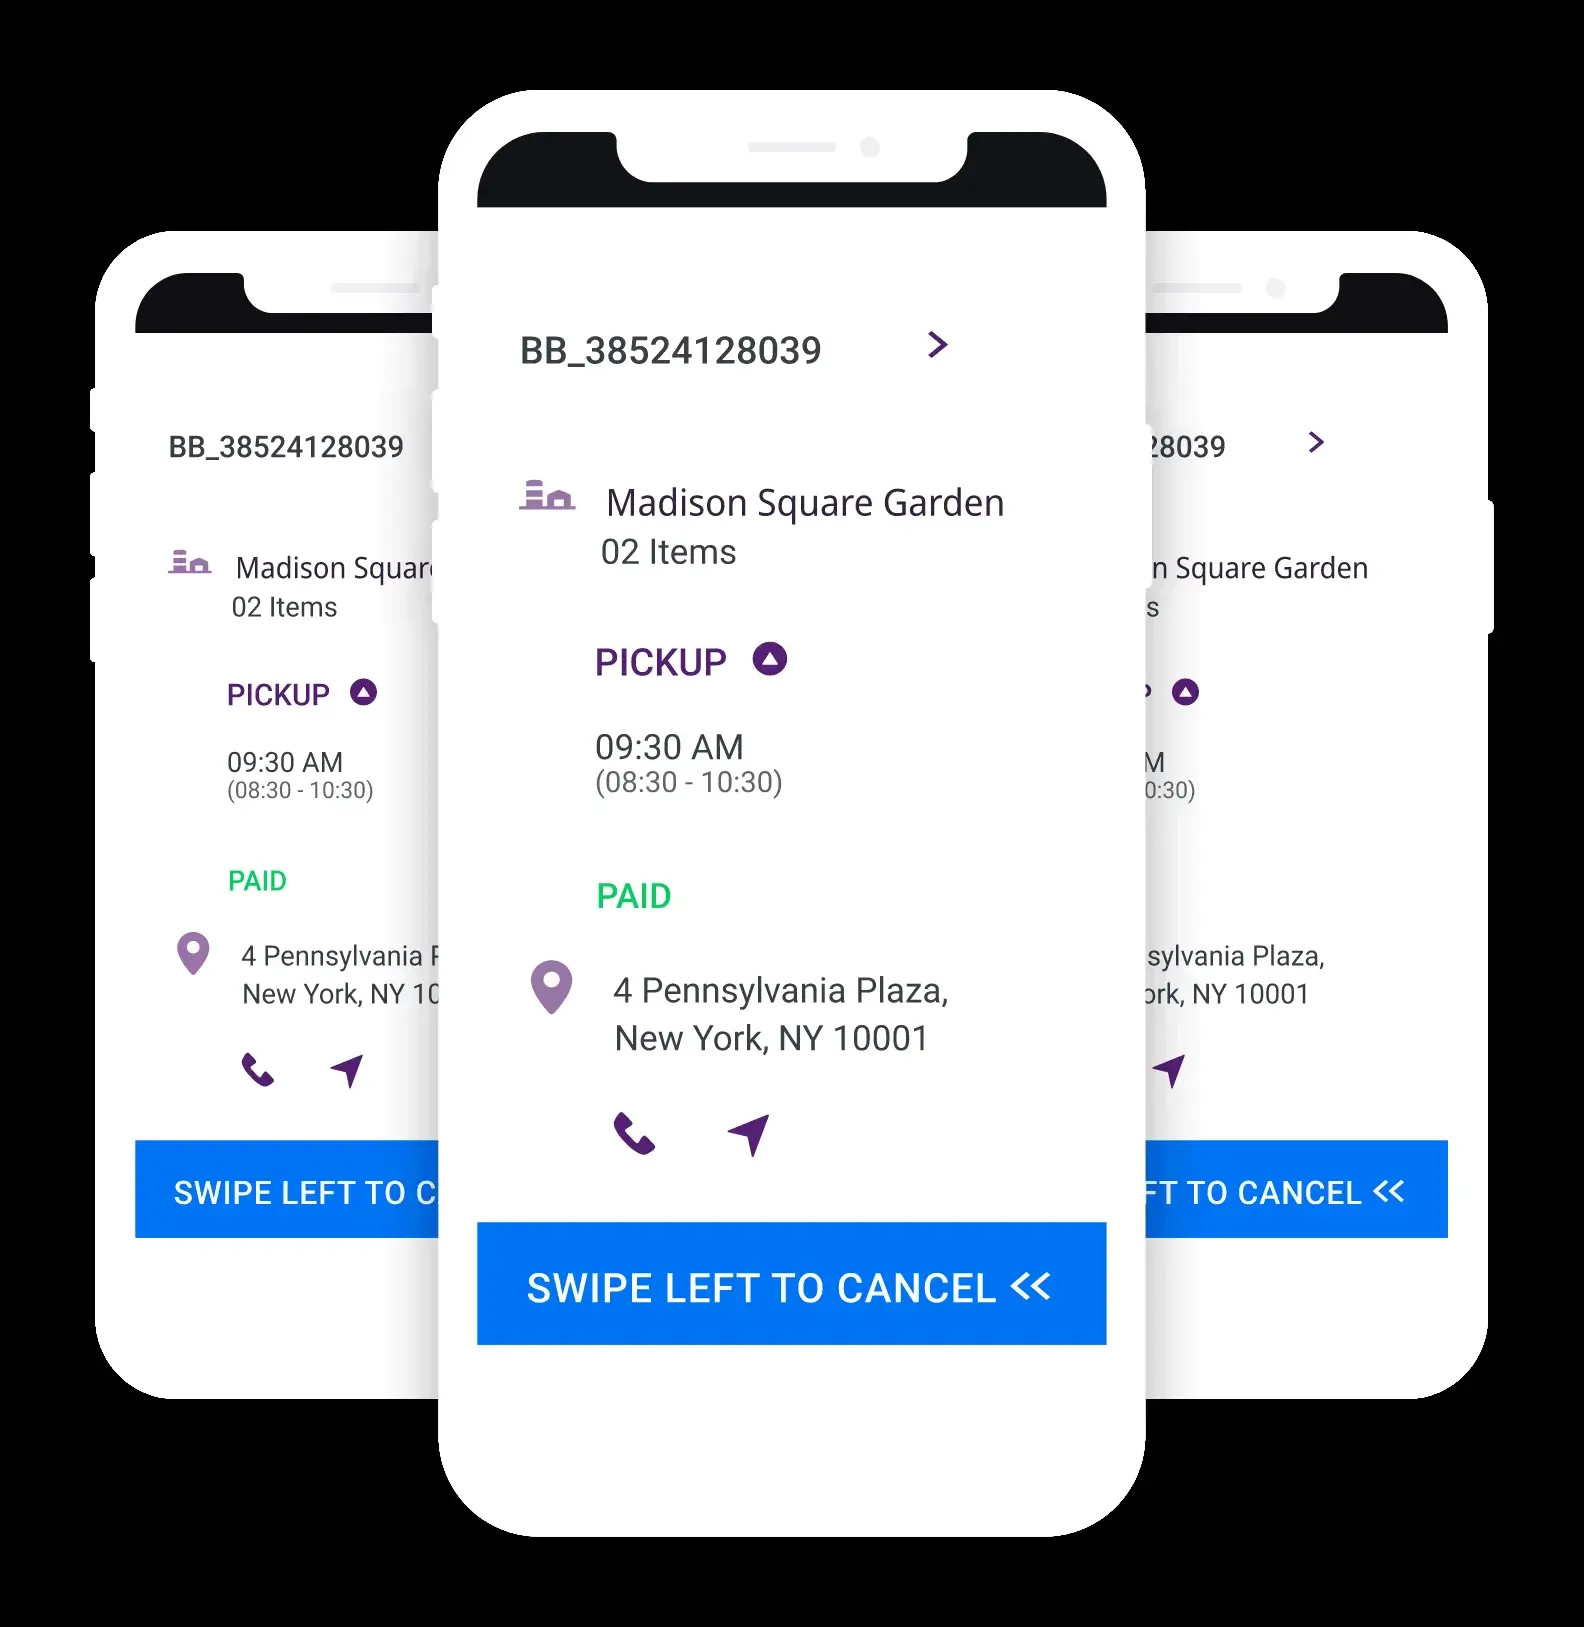 BB_38524128039
Madison Square Garden
02 Items
PICKUP
09:30 AM
(08:30 - 10:30)
PAID
4 Pennsylvania Plaza,
New York, NY 10001
SWIPE LEFT TO CANCEL <<
BB_38524128039
Madison Squar
02 Items
PICKUP
09:30 AM
(08:30 - 10:30)
PAID
4 Pennsylvania
New York, NY 10
SWIPE LEFT TO C
28039
n Square Garden
s
M
0:30)
sylvania Plaza,
ork, NY 10001
FT TO CANCEL <<